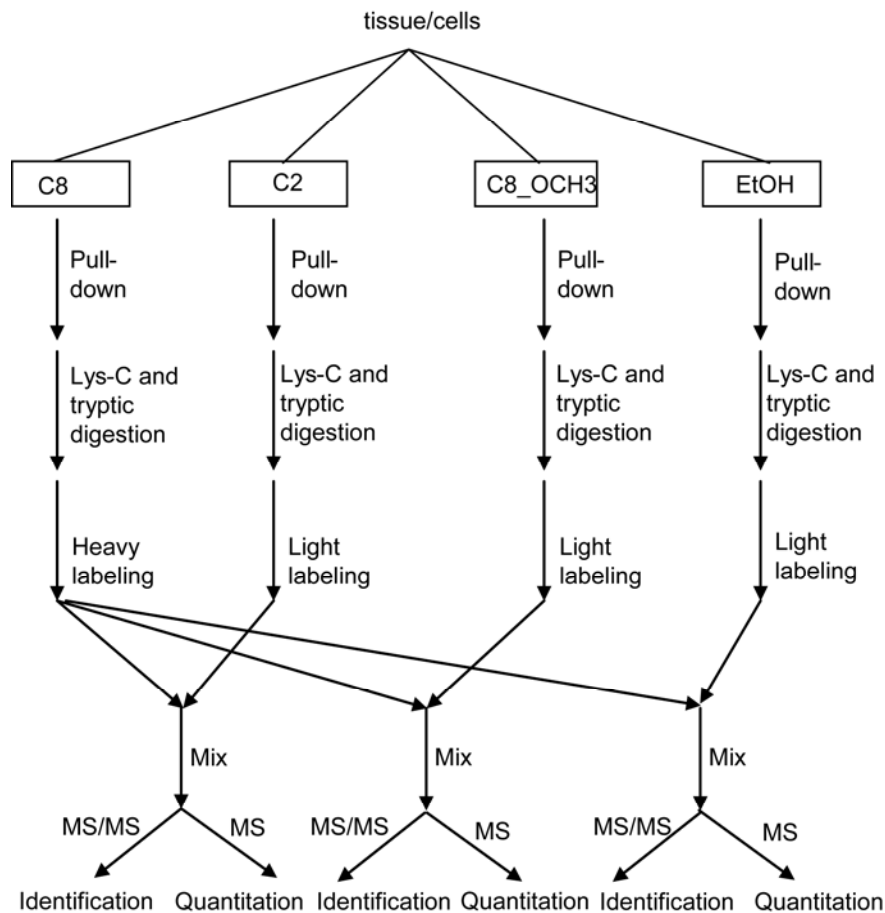 tissue/cells
C8 C2 C8_OCH3 EtOH
Pull- Pull- Pull- Pull-
down down down down
Lys-C and Lys-C and Lys-C and Lys-C and
tryptic tryptic tryptic tryptic
digestion digestion digestion digestion
Heavy Light Light Light
labeling labeling labeling labeling
Mix Mix Mix
MS/MS MS MS/MS MS MS/MS MS
Identification Quantitation Identification Quantitation Identification Quantitation